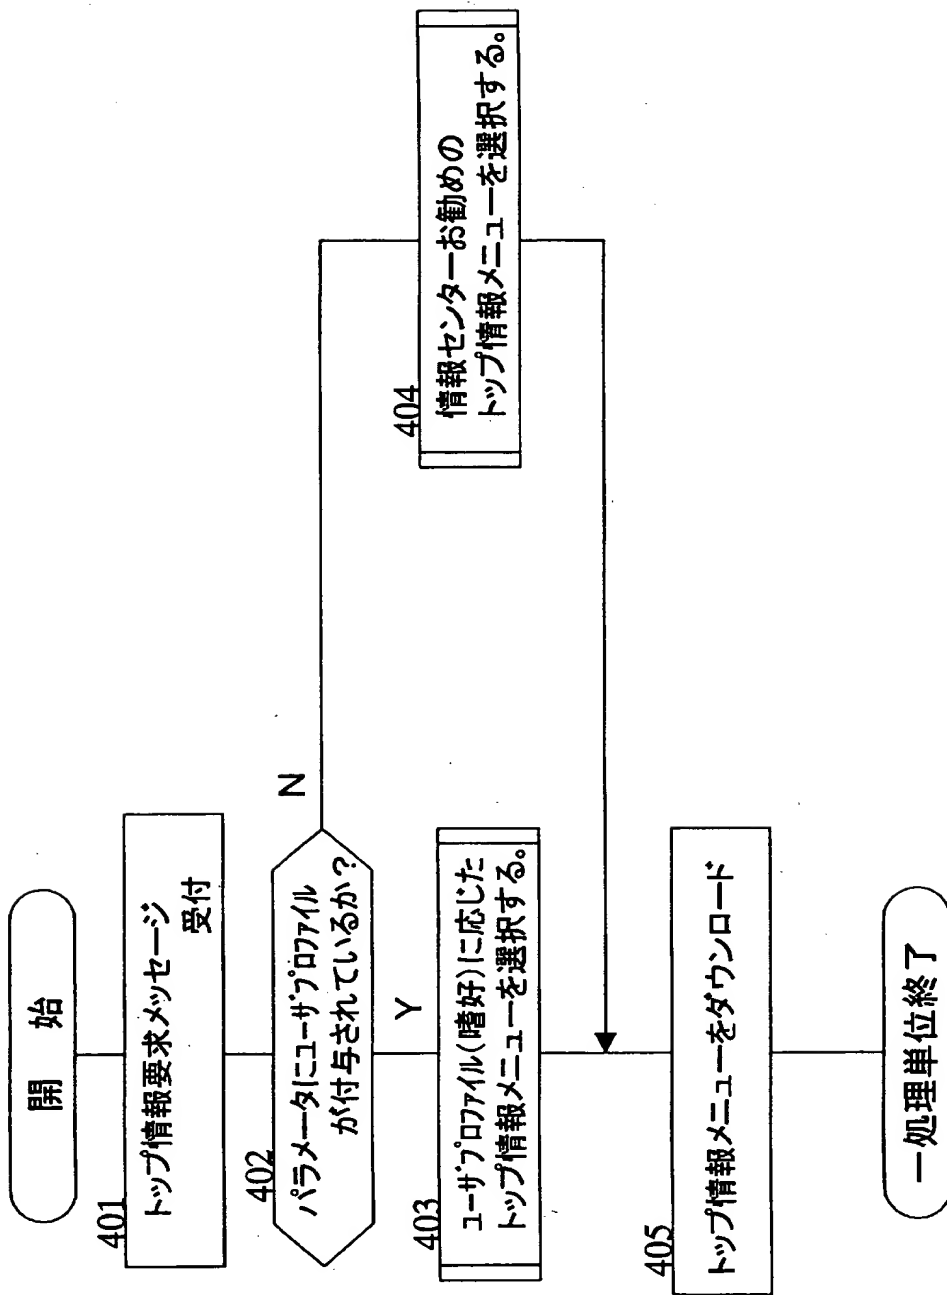 開　始
401
トップ情報要求メッセージ
受付
402
パラメータにユーザプロファイル
が付与されているか？
N
Y
403
ユーザプロファイル(嗜好)に応じた
トップ情報メニューを選択する。
404
情報センターお勧めの
トップ情報メニューを選択する。
405
トップ情報メニューをダウンロード
一処理単位終了